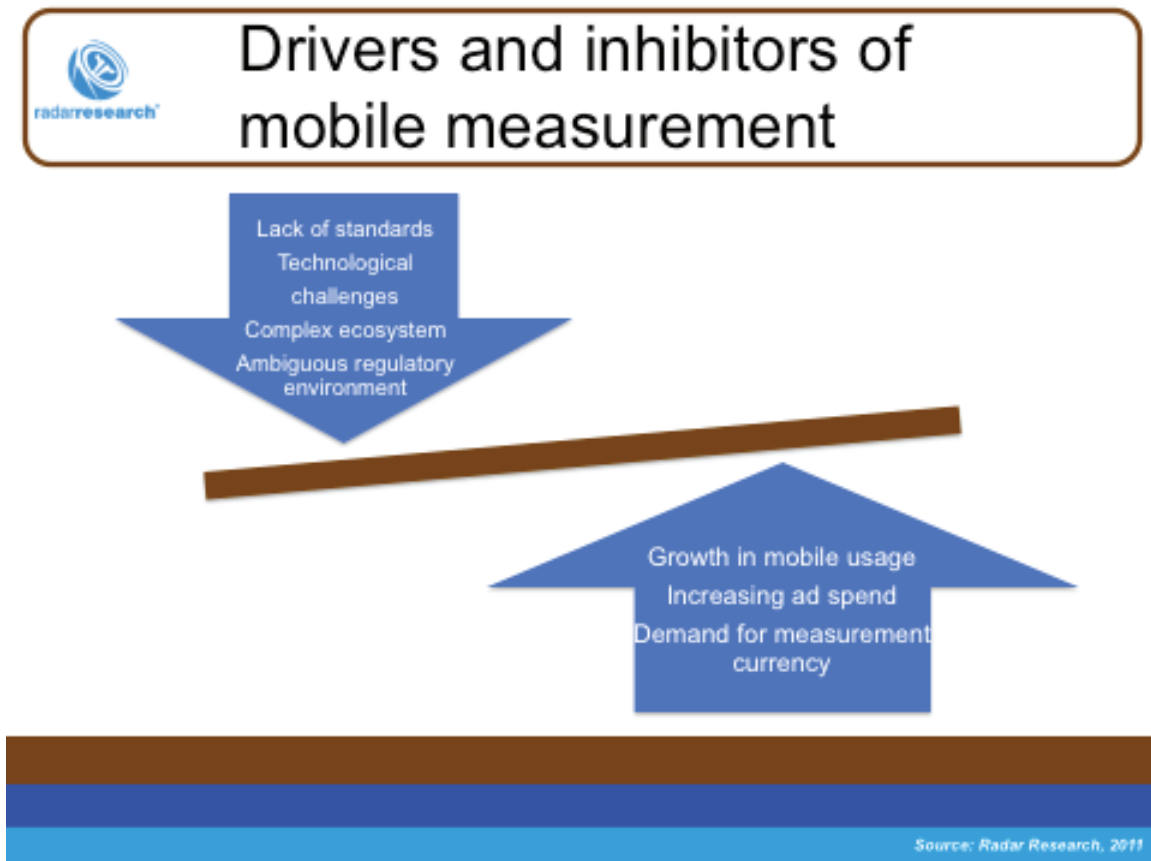 Drivers and inhibitors of
mobile measurement
radarresearch
Lack of standards
Technological
challenges
Complex ecosystem
Ambiguous regulatory
environment
Growth in mobile usage
Increasing ad spend
Demand for measurement
currency
Source: Radar Research, 2011